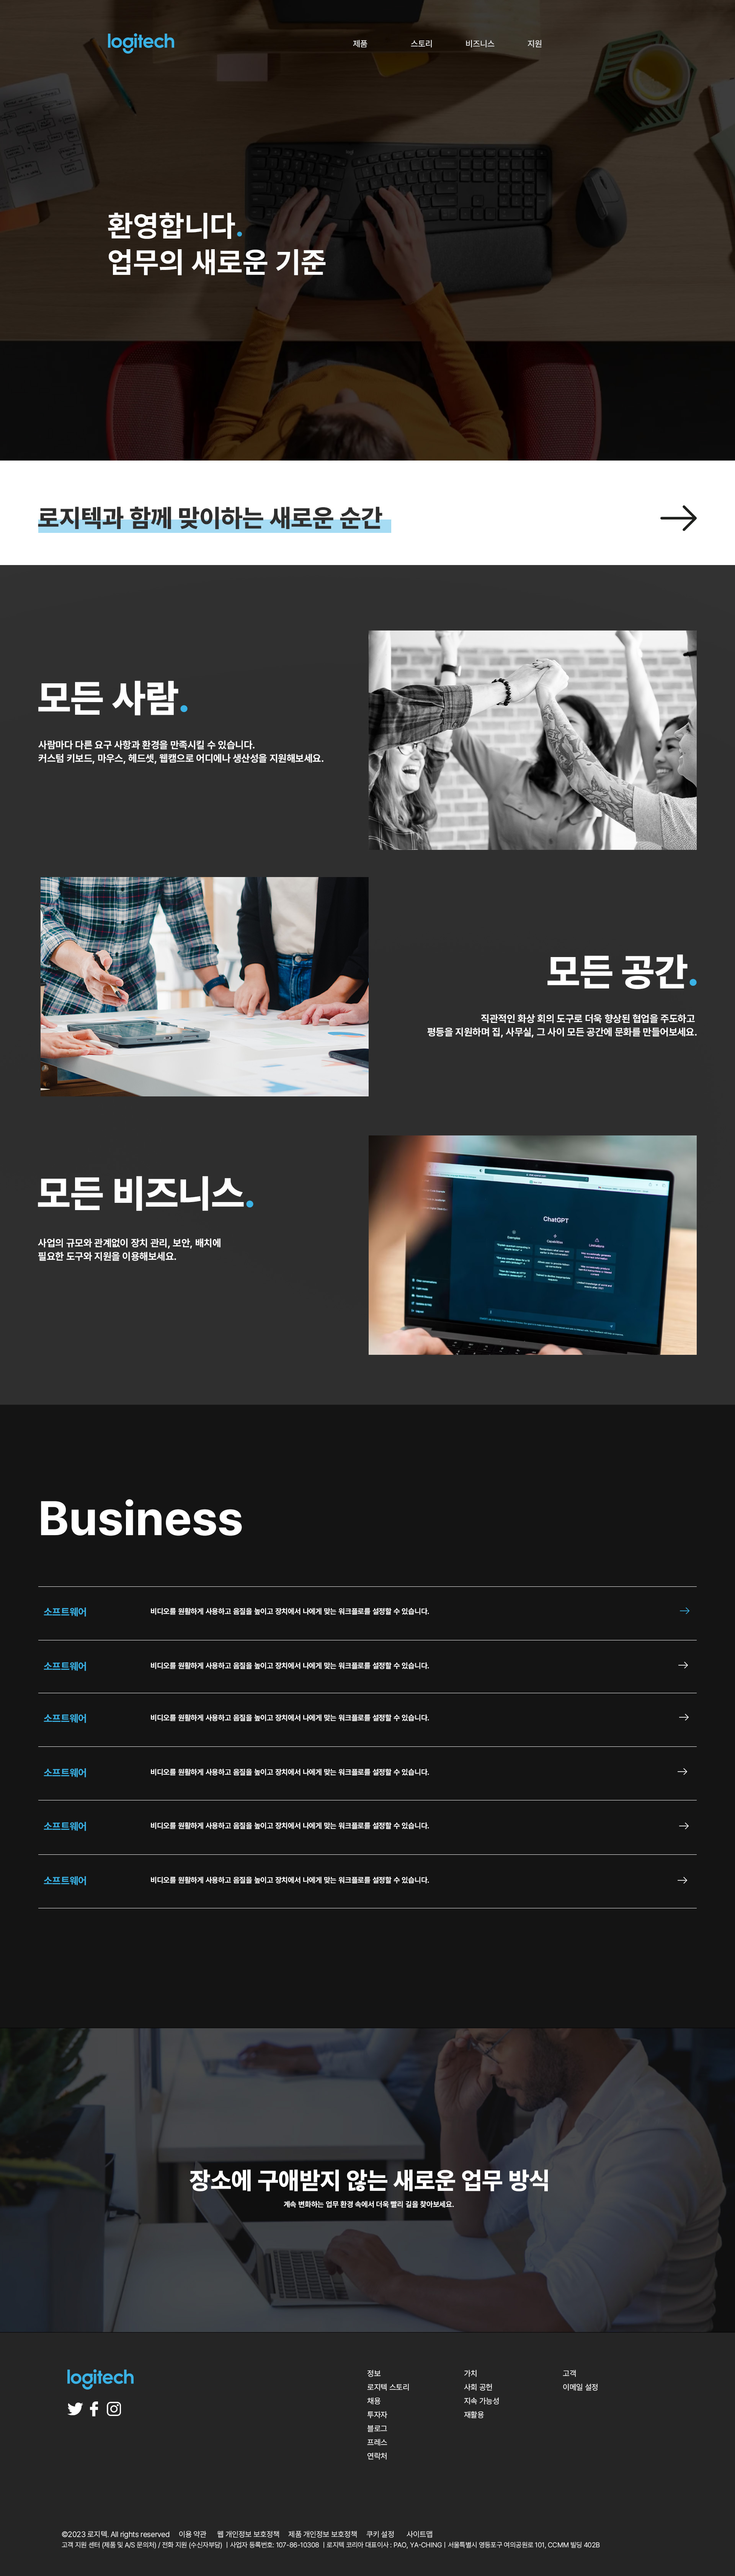 logitech
제품 스토리 비즈니스 지원
환영합니다.
업무의 새로운 기준
로지텍과 함께 맞이하는 새로운 순간
모든 사람.
사람마다 다른 요구 사항과 환경을 만족시킬 수 있습니다.
커스텀 키보드, 마우스, 헤드셋, 웹캠으로 어디에나 생산성을 지원해보세요.
모든 공간.
직관적인 화상 회의 도구로 더욱 향상된 협업을 주도하고
평등을 지원하며 집, 사무실, 그 사이 모든 공간에 문화를 만들어보세요.
모든 비즈니스.
사업의 규모와 관계없이 장치 관리, 보안, 배치에
필요한 도구와 지원을 이용해보세요.
ChatGPT
Business
소프트웨어 비디오를 원활하게 사용하고 음질을 높이고 장치에서 나에게 맞는 워크플로를 설정할 수 있습니다.
소프트웨어 비디오를 원활하게 사용하고 음질을 높이고 장치에서 나에게 맞는 워크플로를 설정할 수 있습니다.
소프트웨어 비디오를 원활하게 사용하고 음질을 높이고 장치에서 나에게 맞는 워크플로를 설정할 수 있습니다.
소프트웨어 비디오를 원활하게 사용하고 음질을 높이고 장치에서 나에게 맞는 워크플로를 설정할 수 있습니다.
소프트웨어 비디오를 원활하게 사용하고 음질을 높이고 장치에서 나에게 맞는 워크플로를 설정할 수 있습니다.
소프트웨어 비디오를 원활하게 사용하고 음질을 높이고 장치에서 나에게 맞는 워크플로를 설정할 수 있습니다.
장소에 구애받지 않는 새로운 업무 방식
계속 변화하는 업무 환경 속에서 더욱 빨리 길을 찾아보세요.
logitech
정보
로지텍 스토리
채용
투자자
블로그
프레스
연락처
가치
사회 공헌
지속 가능성
재활용
고객
이메일 설정
©2023 로지텍. All rights reserved 이용 약관 웹 개인정보 보호정책 제품 개인정보 보호정책 쿠키 설정 사이트맵
고객 지원 센터 (제품 및 A/S 문의처) / 전화 지원 (수신자부담) | 사업자 등록번호: 107-86-10308 | 로지텍 코리아 대표이사 : PAO, YA-CHING | 서울특별시 영등포구 여의공원로 101, CCMM 빌딩 402B